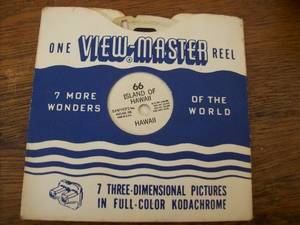 ONE VIEW-MASTER REEL
7 MORE
WONDERS
66
ISLAND OF
HAWAII
HAWAII
OF THE
WORLD
7 THREE-DIMENSIONAL PICTURES
IN FULL-COLOR KODACHROME